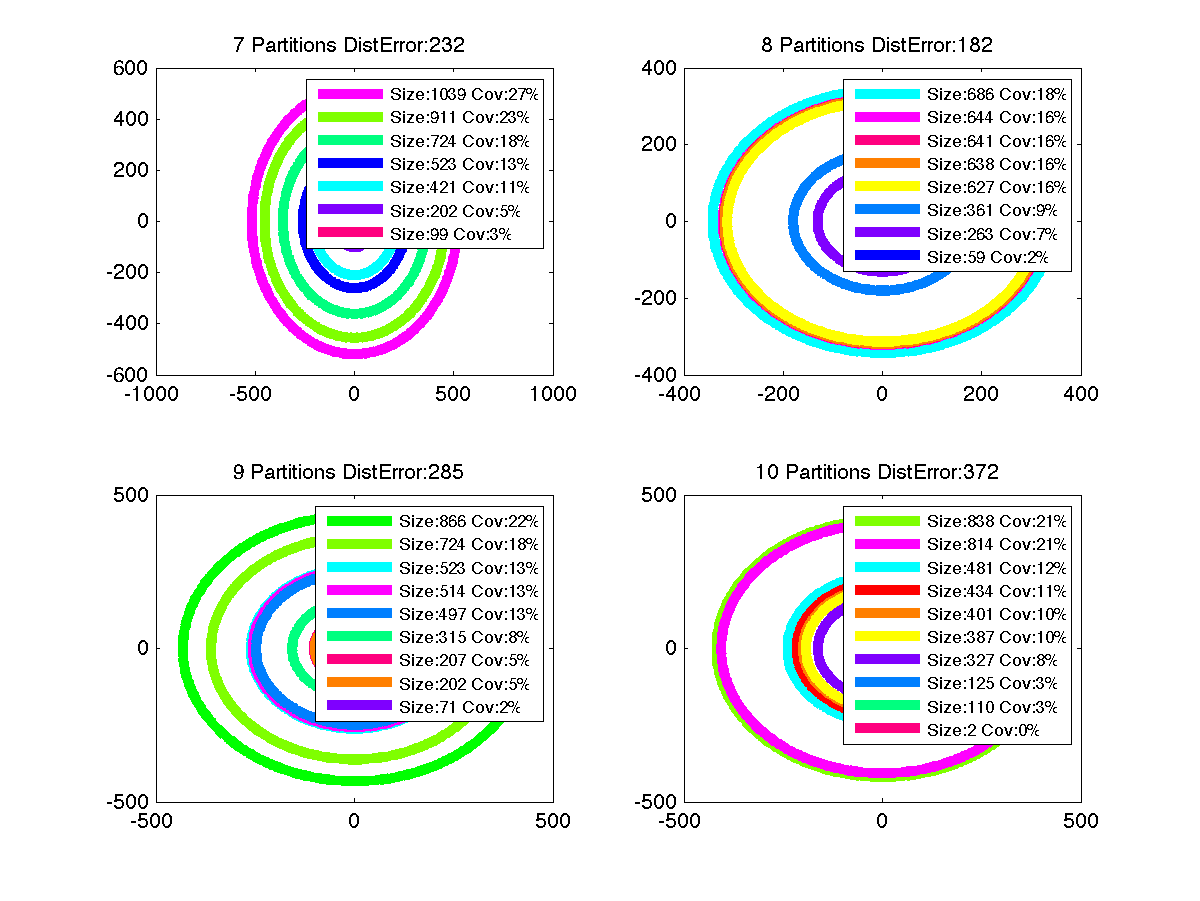 7 Partitions DistError:232
600
400
200
0
-200
-400
-600
-1000
-500
0
500
1000
Size:1039 Cov:27%
Size:911 Cov:23%
Size:724 Cov:18%
Size:523 Cov:13%
Size:421 Cov:11%
Size:202 Cov:5%
Size:99 Cov:3%
8 Partitions DistError:182
400
200
0
-200
-400
-400
-200
0
200
400
Size:686 Cov:18%
Size:644 Cov:16%
Size:641 Cov:16%
Size:638 Cov:16%
Size:627 Cov:16%
Size:361 Cov:9%
Size:263 Cov:7%
Size:59 Cov:2%
9 Partitions DistError:285
500
0
-500
-500
0
500
Size:866 Cov:22%
Size:724 Cov:18%
Size:523 Cov:13%
Size:514 Cov:13%
Size:497 Cov:13%
Size:315 Cov:8%
Size:207 Cov:5%
Size:202 Cov:5%
Size:71 Cov:2%
10 Partitions DistError:372
500
0
-500
-500
0
500
Size:838 Cov:21%
Size:814 Cov:21%
Size:481 Cov:12%
Size:434 Cov:11%
Size:401 Cov:10%
Size:387 Cov:10%
Size:327 Cov:8%
Size:125 Cov:3%
Size:110 Cov:3%
Size:2 Cov:0%